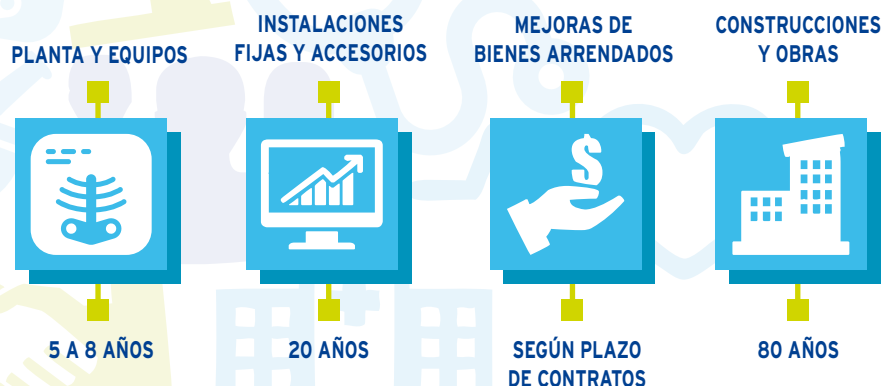 PLANTA Y EQUIPOS
5 A 8 AÑOS
INSTALACIONES
FIJAS Y ACCESORIOS
20 AÑOS
MEJORAS DE
BIENES ARRENDADOS
$
SEGÚN PLAZO
DE CONTRATOS
CONSTRUCCIONES
Y OBRAS
80 AÑOS